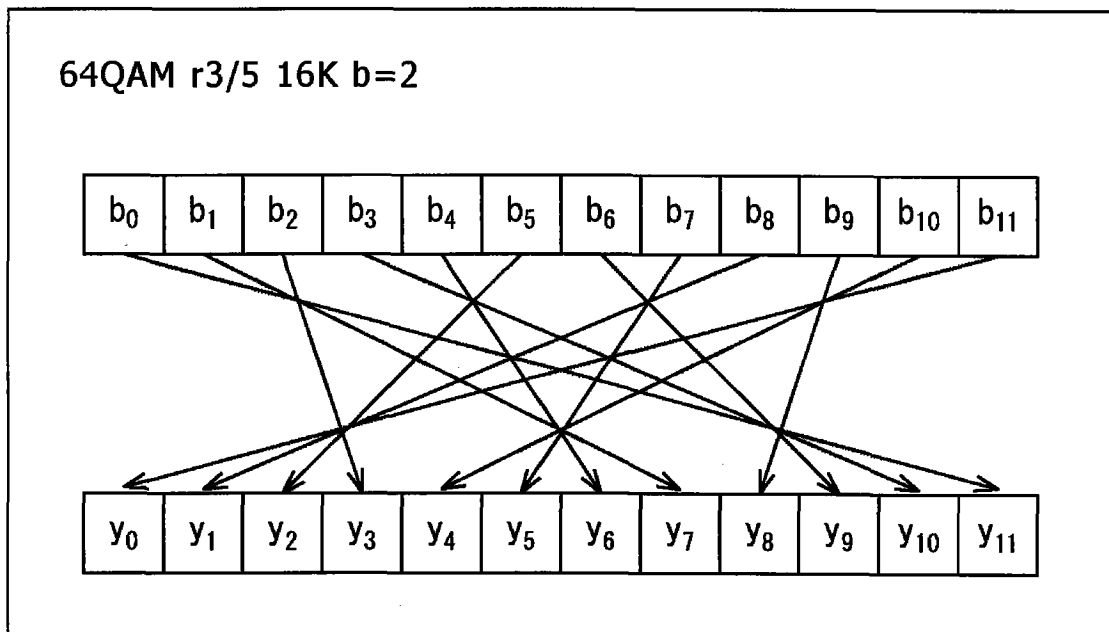 64QAM r3/5 16K b=2
b₀ b₁ b₂ b₃ b₄ b₅ b₆ b₇ b₈ b₉ b₁₀ b₁₁
y₀ y₁ y₂ y₃ y₄ y₅ y₆ y₇ y₈ y₉ y₁₀ y₁₁